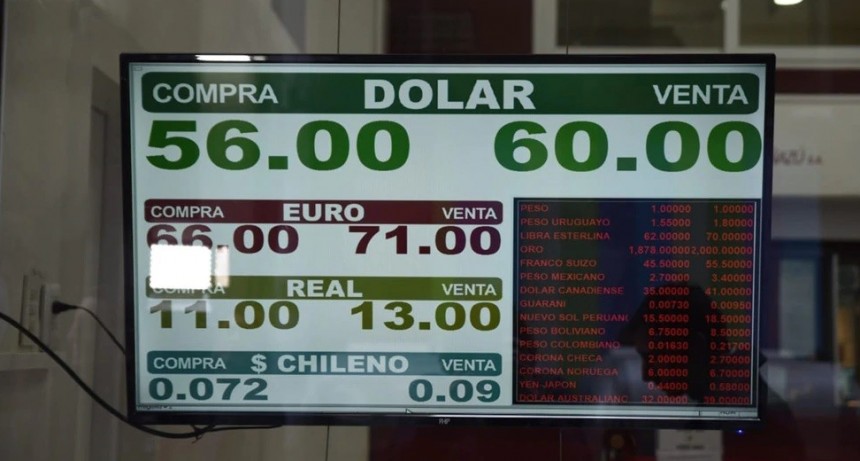 COMPRA DOLAR VENTA
56.00 60.00
COMPRA EURO VENTA
66.00 71.00
COMPRA REAL VENTA
11.00 13.00
COMPRA $ CHILENO VENTA
0.072 0.09
PESO 1.00000 1.00000
PESO URUGUAYO 1.55000 1.80000
LIBRA ESTERLINA 62.00000 70.00000
ORO 1,876.00000 2,000.00000
FRANCO SUIZO 45.50000 55.50000
PESO MEXICANO 2.70000 3.40000
DOLAR CANADIENSE 35.00000 41.00000
GUARANI 0.00730 0.00950
NUEVO SOL PERUANO 15.50000 18.50000
PESO BOLIVIANO 6.75000 8.50000
PESO COLOMBIANO 0.01630
CORONA CHECA 2.00000 2.70000
CORONA NORUEGA 6.00000 6.70000
YEN JAPON 0.44000 0.58000
DOLAR AUSTRALIANO 32.00000 39.00000